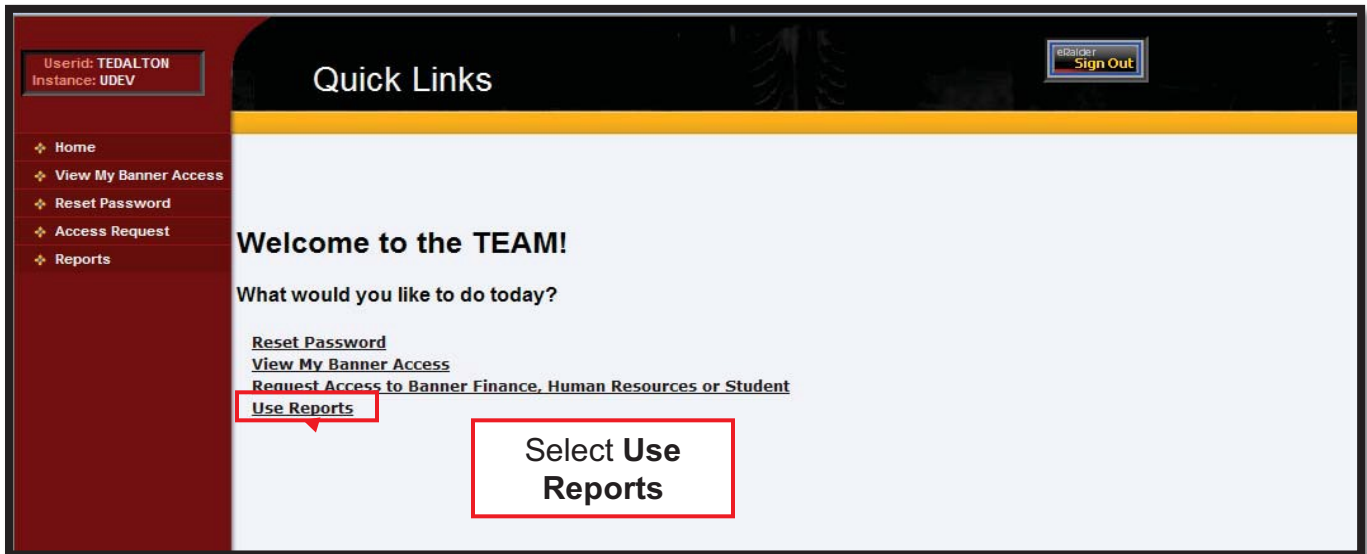 Userid: TEDALTON
Instance: UDEV
Quick Links
eRaider
Sign Out
Home
View My Banner Access
Reset Password
Access Request
Reports
Welcome to the TEAM!
What would you like to do today?
Reset Password
View My Banner Access
Request Access to Banner Finance, Human Resources or Student
Use Reports
Select Use
Reports